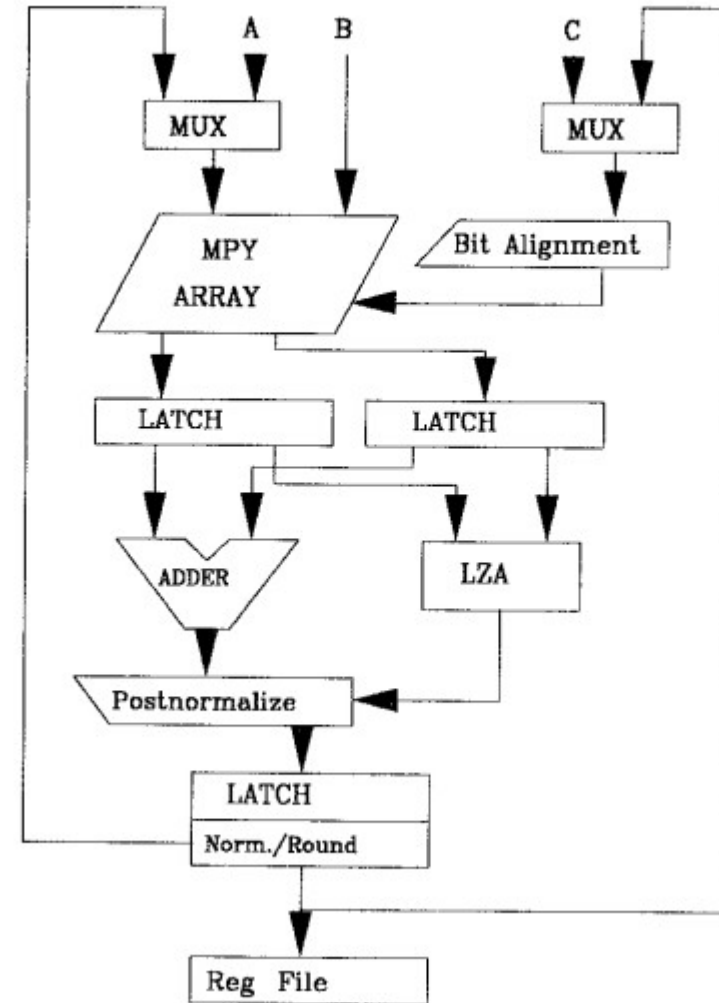 A B C
MUX MUX
MPY
ARRAY
Bit Alignment
LATCH LATCH
ADDER LZA
Postnormalize
LATCH
Norm./Round
Reg File